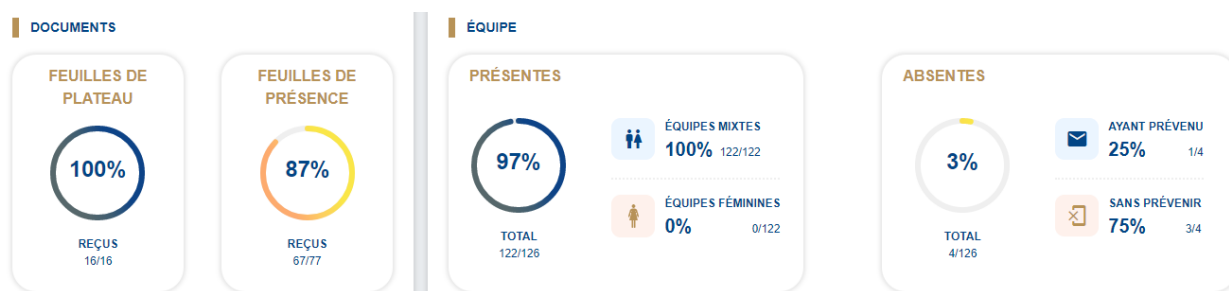 DOCUMENTS
FEUILLES DE
PLATEAU
100%
REÇUS
16/16
FEUILLES DE
PRÉSENCE
87%
REÇUS
67/77
ÉQUIPE
PRÉSENTES
97%
TOTAL
122/126
ÉQUIPES MIXTES
100% 122/122
ÉQUIPES FÉMININES
0% 0/122
ABSENTES
3%
TOTAL
4/126
AYANT PRÉVENU
25% 1/4
SANS PRÉVENIR
75% 3/4